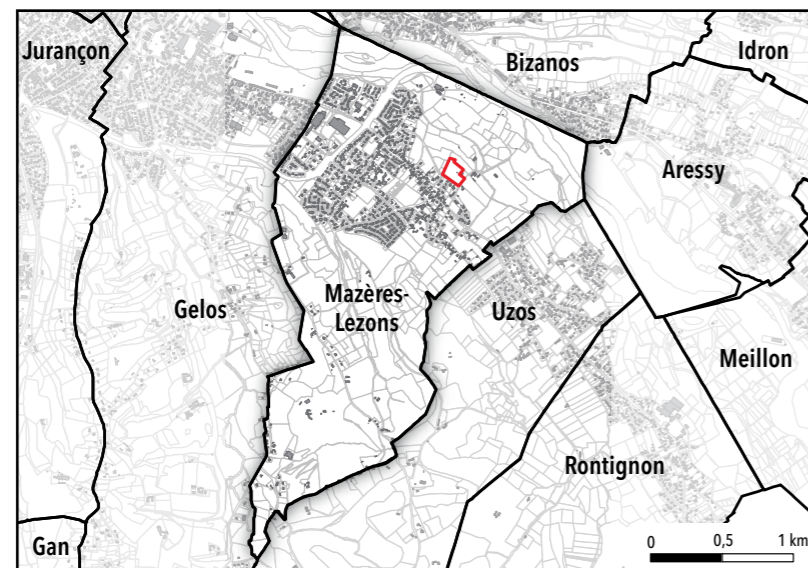 Jurançon
Bizanos
Idron
Aressy
Gelos
Mazères-
Lezons
Uzos
Meillon
Rontignon
Gan
0 0,5 1 km